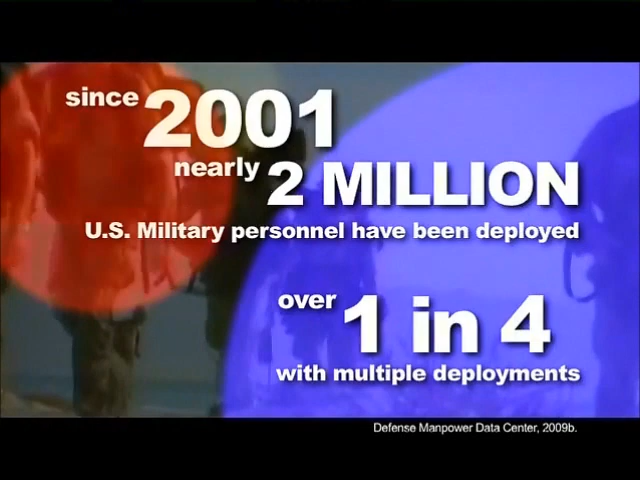 since 2001
nearly 2 MILLION
U.S. Military personnel have been deployed
over 1 in 4
with multiple deployments
Defense Manpower Data Center, 2009b.